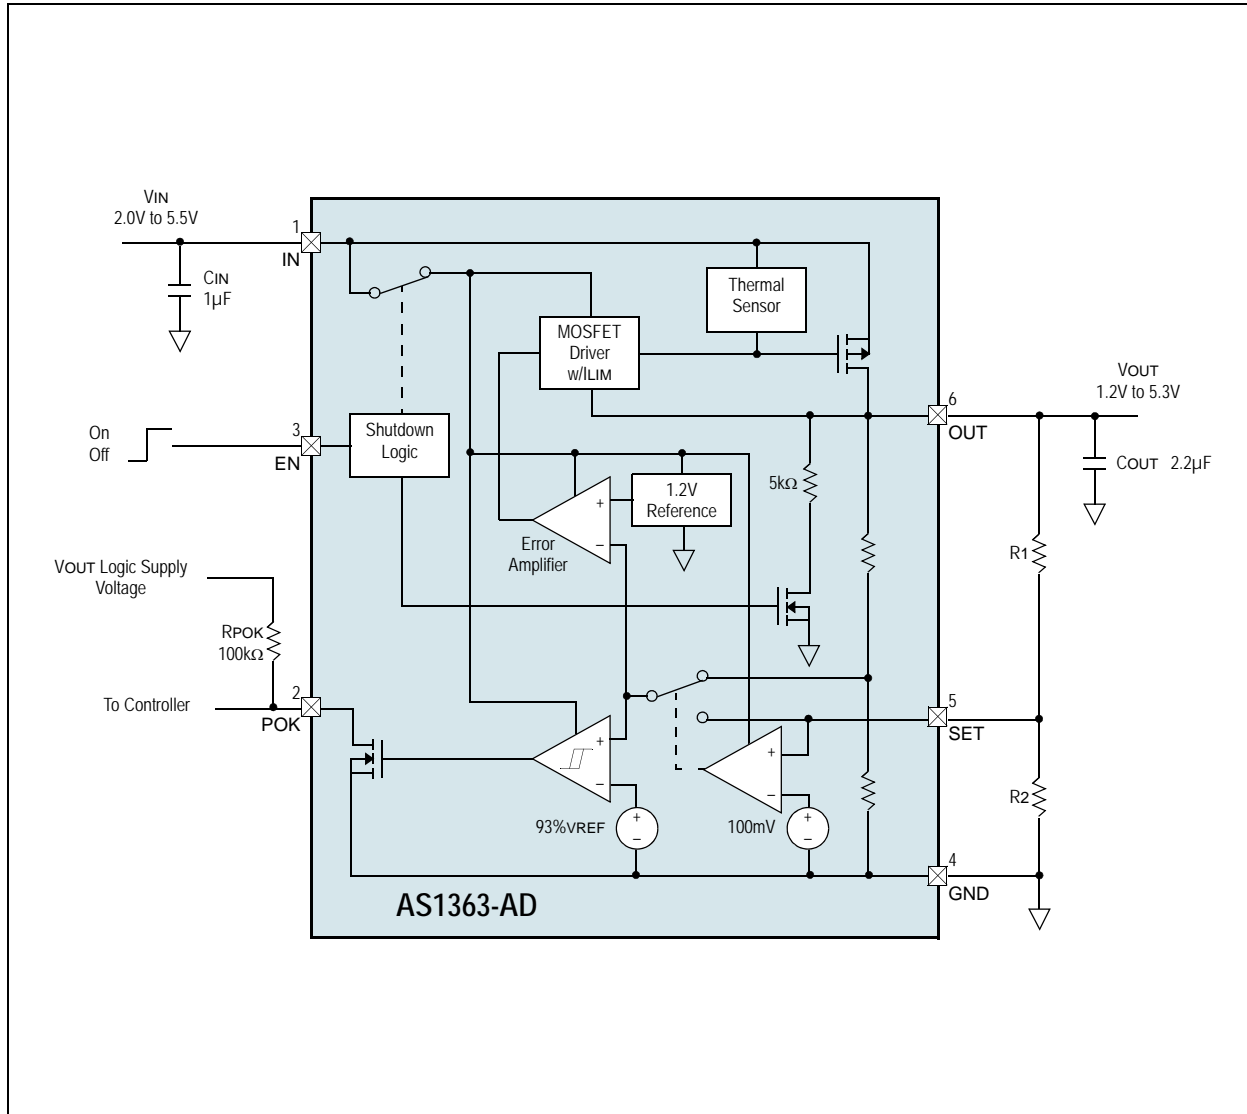 VIN
2.0V to 5.5V
1
IN
CIN
1µF
Thermal
Sensor
MOSFET
Driver
w/ILIM
VOUT
1.2V to 5.3V
6
OUT
On
Off
3
EN
Shutdown
Logic
COUT 2.2µF
5kΩ
+
1.2V
Reference
−
Error
Amplifier
R1
VOUT Logic Supply
Voltage
RPOK
100kΩ
To Controller
2
POK
5
SET
+
−
+
−
R2
93%VREF
+
−
100mV
+
−
4
GND
AS1363-AD